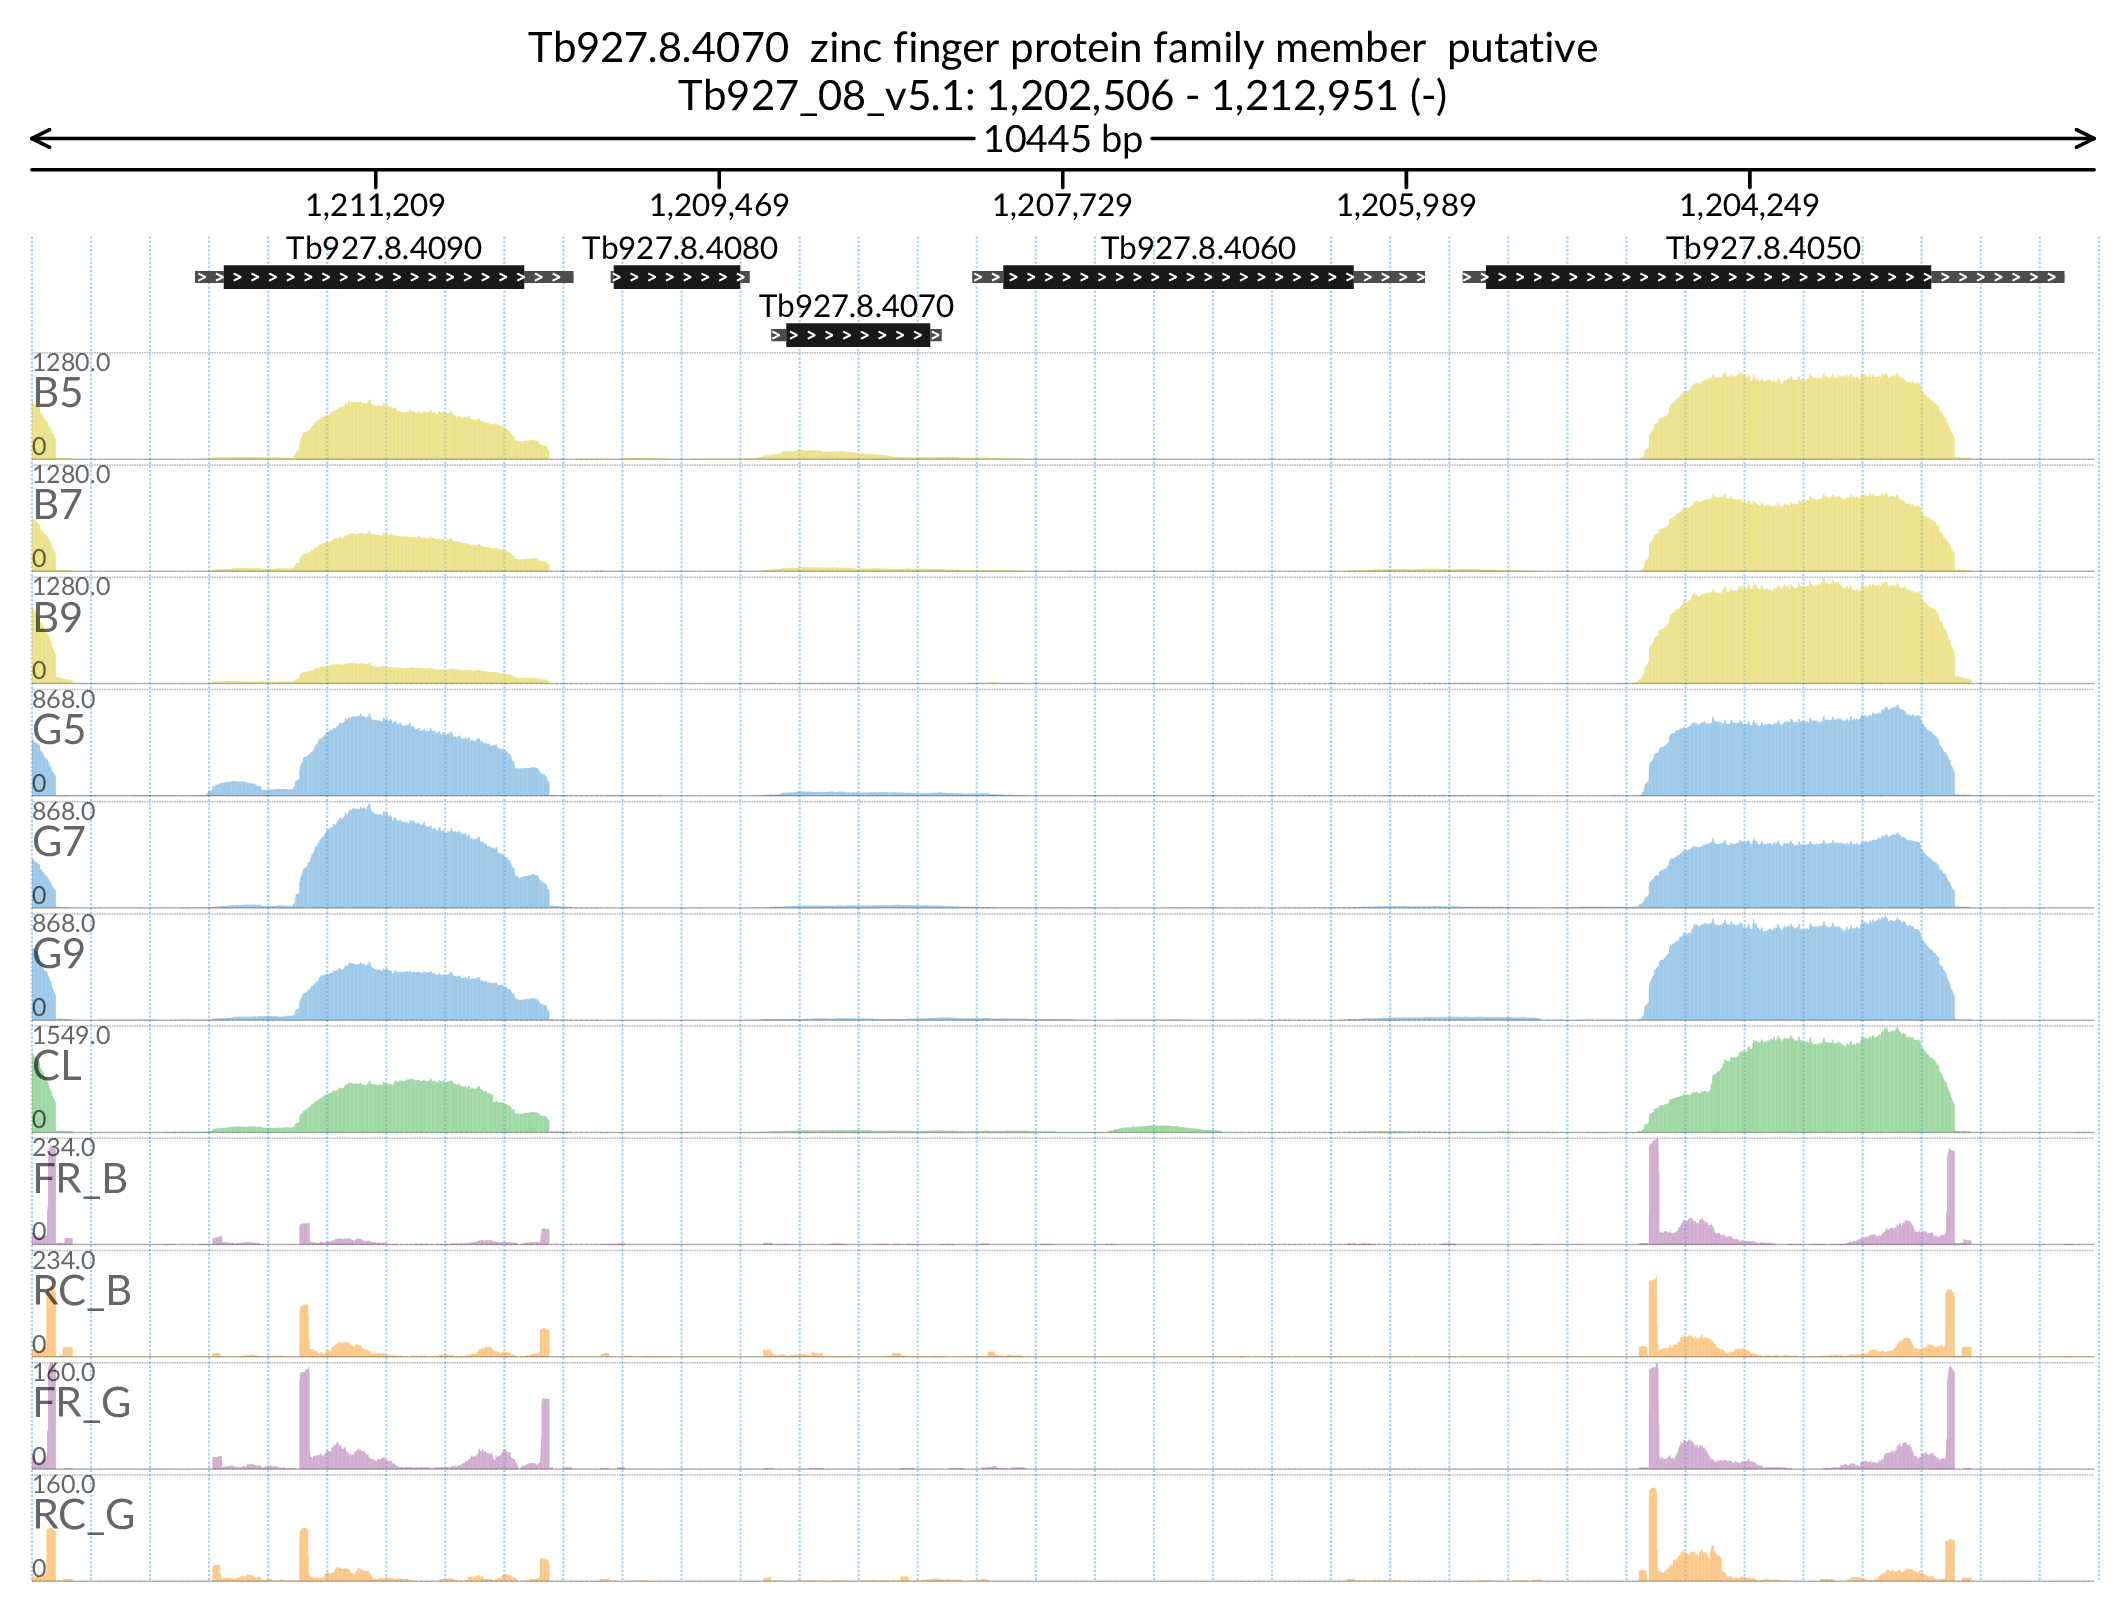 Tb927.8.4070  zinc finger protein family member  putative
Tb927_08_v5.1: 1,202,506 - 1,212,951 (-)
10445 bp
1,211,209 1,209,469 1,207,729 1,205,989 1,204,249
Tb927.8.4090 Tb927.8.4080 Tb927.8.4060 Tb927.8.4050
Tb927.8.4070
1280.0
B5
0
1280.0
B7
0
1280.0
B9
0
868.0
G5
0
868.0
G7
0
868.0
G9
0
1549.0
CL
0
234.0
FR_B
0
234.0
RC_B
0
160.0
FR_G
0
160.0
RC_G
0